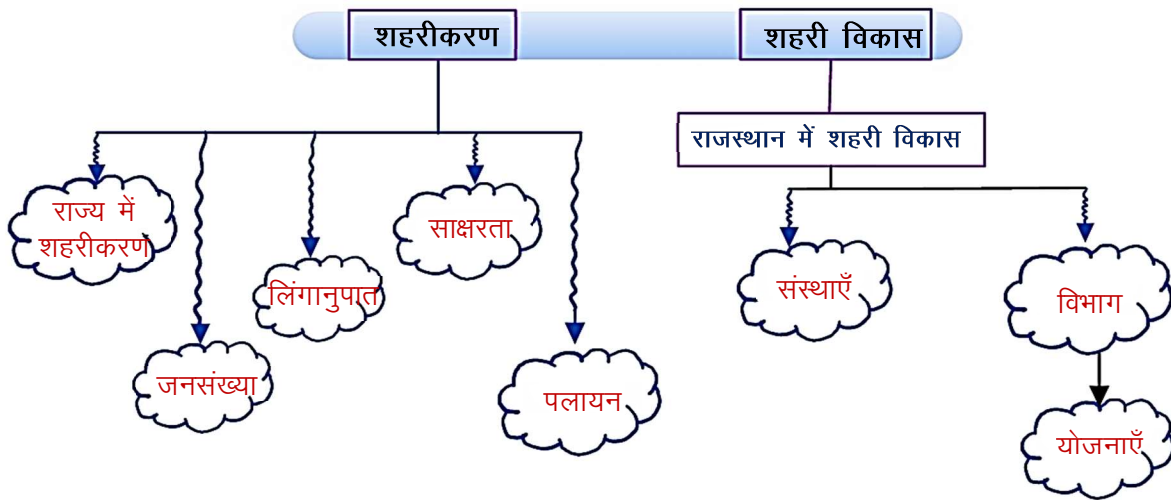 शहरीकरण
शहरी विकास
राजस्थान में शहरी विकास
राज्य में
शहरीकरण
साक्षरता
लिंगानुपात
जनसंख्या
पलायन
संस्थाएँ
विभाग
योजनाएँ